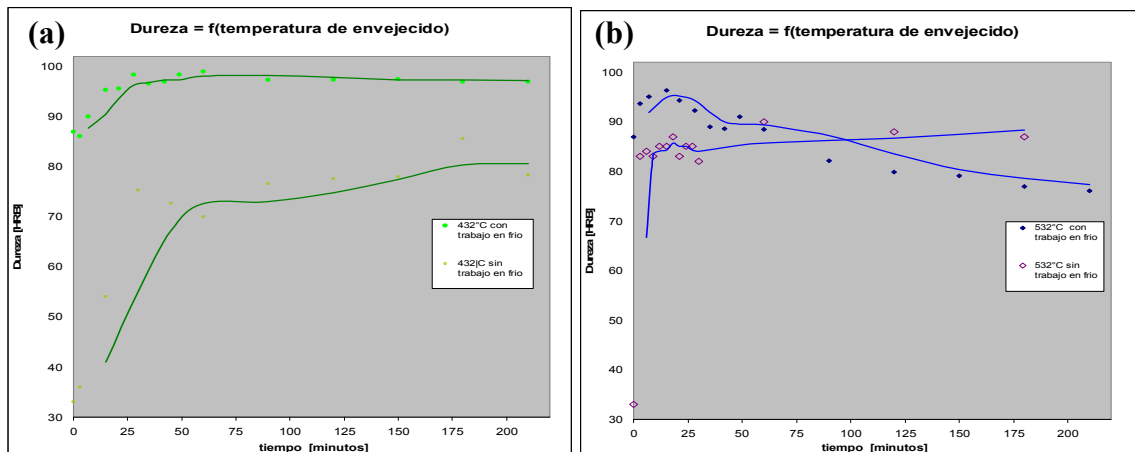 (a)
Dureza = f(temperatura de envejecido)
100
90
80
70
60
50
40
30
0
25
50
75
100
125
150
175
200
tiempo [minutos]
Dureza [HRB]
432°C con
trabajo en frio
432|C sin
trabajo en frio
(b)
Dureza = f(temperatura de envejecido)
100
90
80
70
60
50
40
30
0
25
50
75
100
125
150
175
200
tiempo [minutos]
Dureza [HRB]
532°C con
trabajo en frio
532°C sin
trabajo en frio